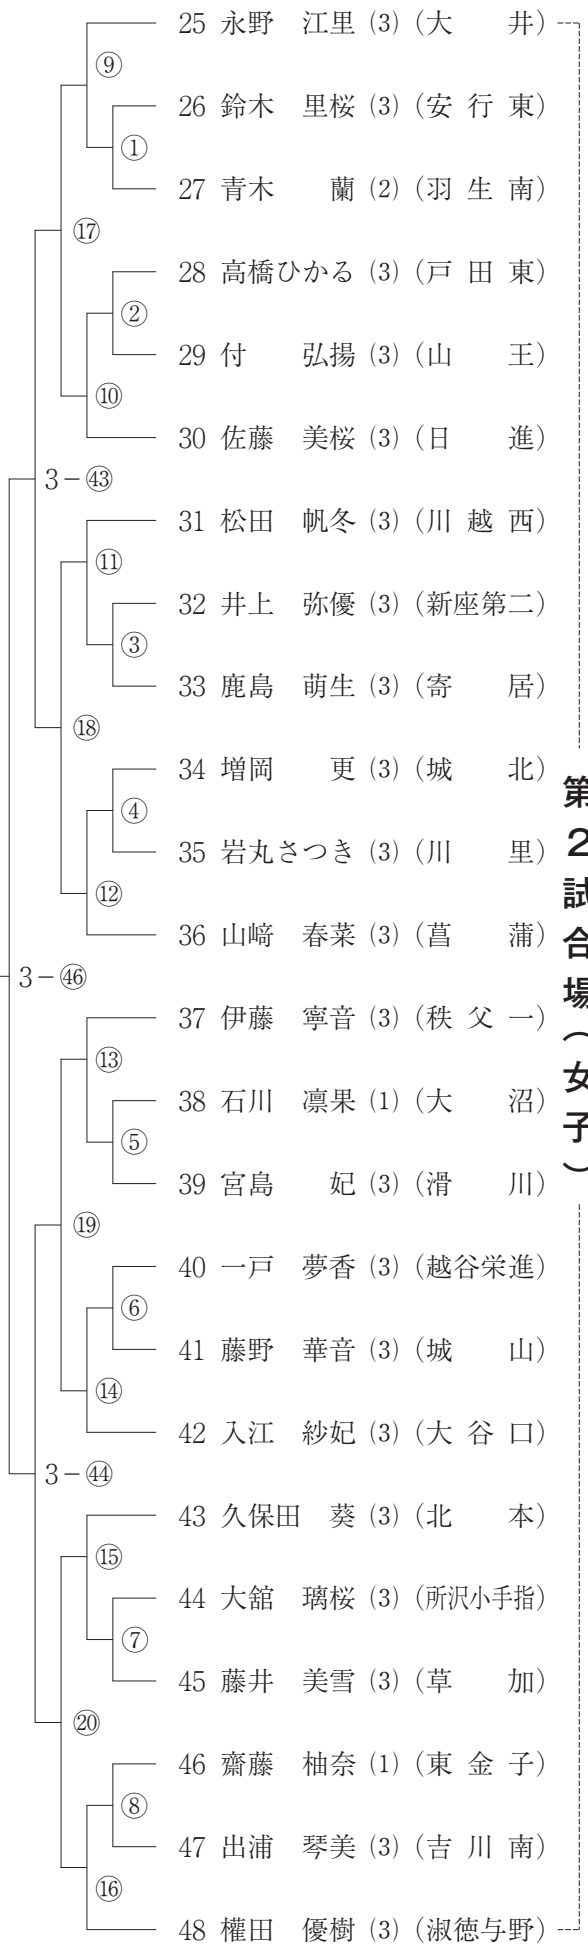 25 永野　江里 (3) (大　　井)
⑨
26 鈴木　里桜 (3) (安 行 東)
①
27 青木　　蘭 (2) (羽 生 南)
⑰
28 高橋ひかる (3) (戸 田 東)
②
29 付　　弘揚 (3) (山　　王)
⑩
30 佐藤　美桜 (3) (日　　進)
3－㊸
31 松田　帆冬 (3) (川 越 西)
⑪
32 井上　弥優 (3) (新座第二)
③
33 鹿島　萌生 (3) (寄　　居)
⑱
34 増岡　　更 (3) (城　　北)
④
35 岩丸さつき (3) (川　　里)
⑫
36 山﨑　春菜 (3) (菖　　蒲)
3－㊻
37 伊藤　寧音 (3) (秩 父 一)
⑬
38 石川　凛果 (1) (大　　沼)
⑤
39 宮島　　妃 (3) (滑　　川)
⑲
40 一戸　夢香 (3) (越谷栄進)
⑥
41 藤野　華音 (3) (城　　山)
⑭
42 入江　紗妃 (3) (大 谷 口)
3－㊹
43 久保田　葵 (3) (北　　本)
⑮
44 大舘　璃桜 (3) (所沢小手指)
⑦
45 藤井　美雪 (3) (草　　加)
⑳
46 齋藤　柚奈 (1) (東 金 子)
⑧
47 出浦　琴美 (3) (吉 川 南)
⑯
48 權田　優樹 (3) (淑徳与野)
第２試合場（女子）